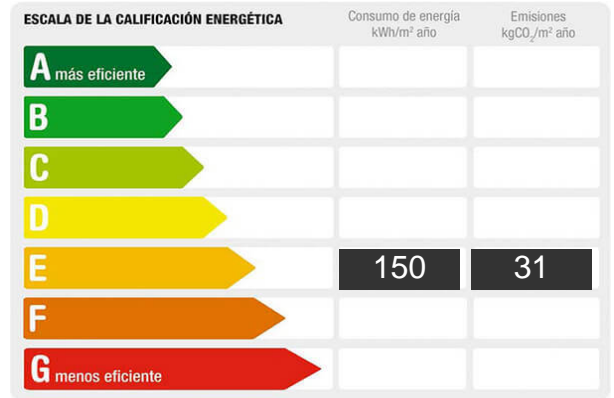 ESCALA DE LA CALIFICACIÓN ENERGÉTICA
Consumo de energía
kWh/m² año
Emisiones
kgCO₂/m² año
A más eficiente
B
C
D
E 150 31
F
G menos eficiente